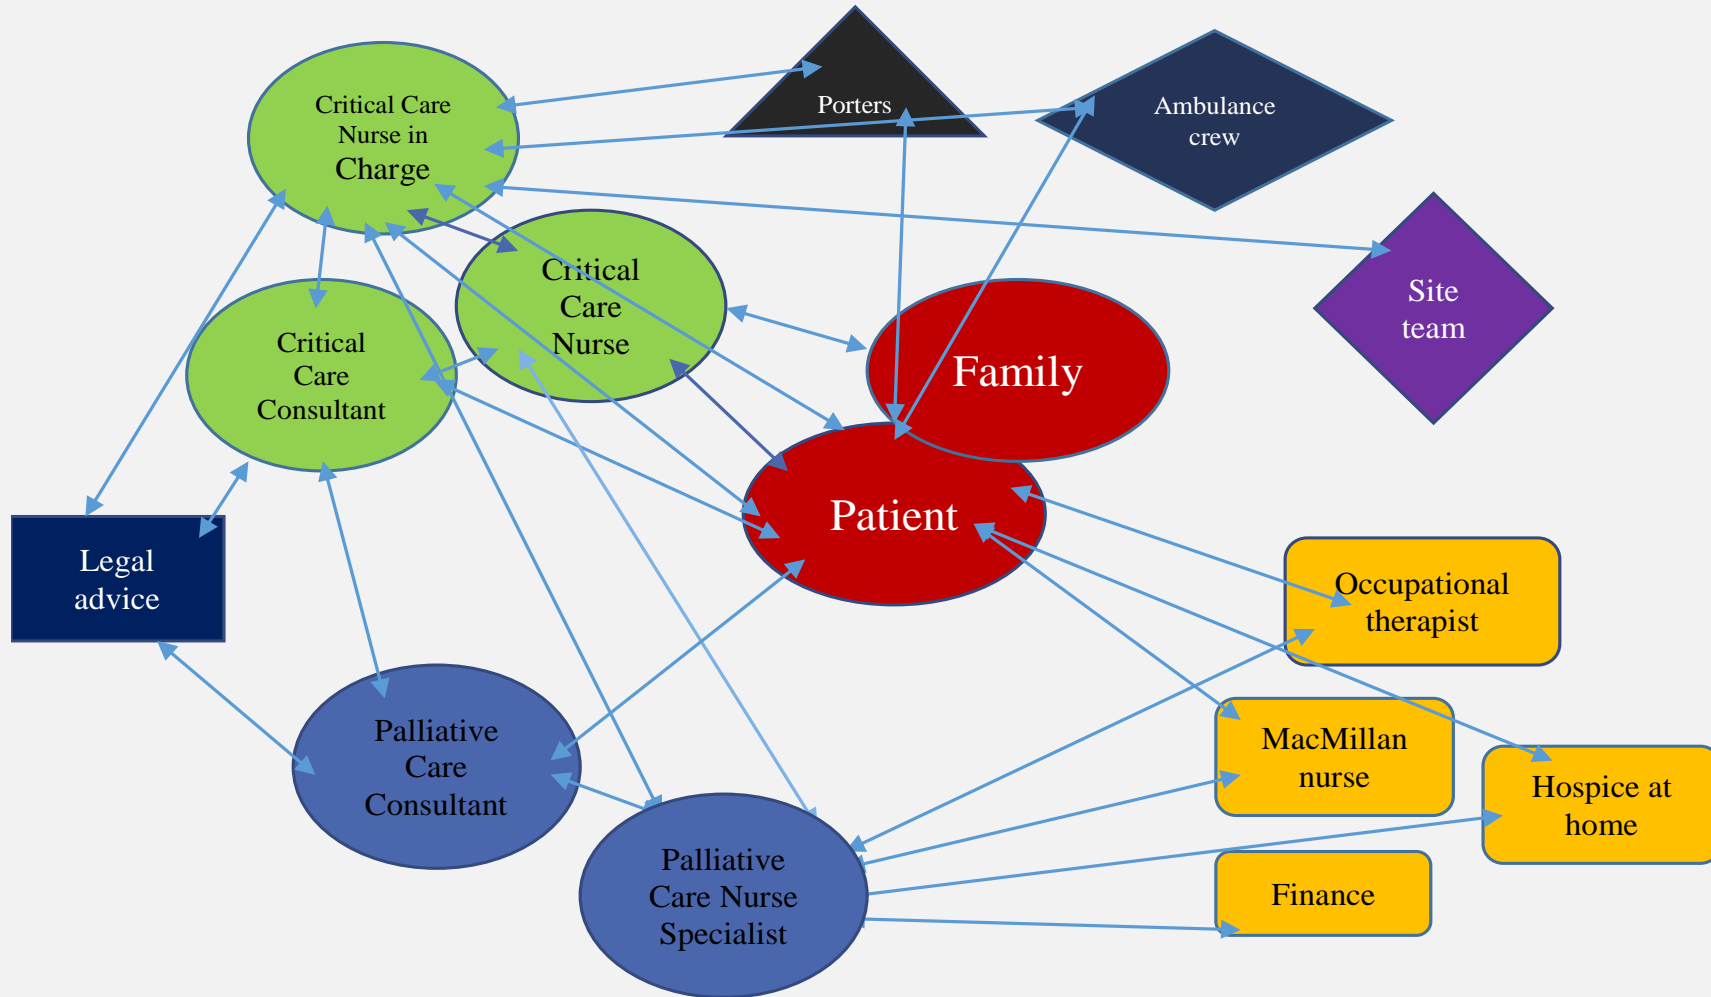 Critical Care
Nurse in
Charge
Porters
Ambulance
crew
Critical
Care
Nurse
Site
team
Critical
Care
Consultant
Family
Patient
Legal
advice
Occupational
therapist
Palliative
Care
Consultant
MacMillan
nurse
Hospice at
home
Palliative
Care Nurse
Specialist
Finance